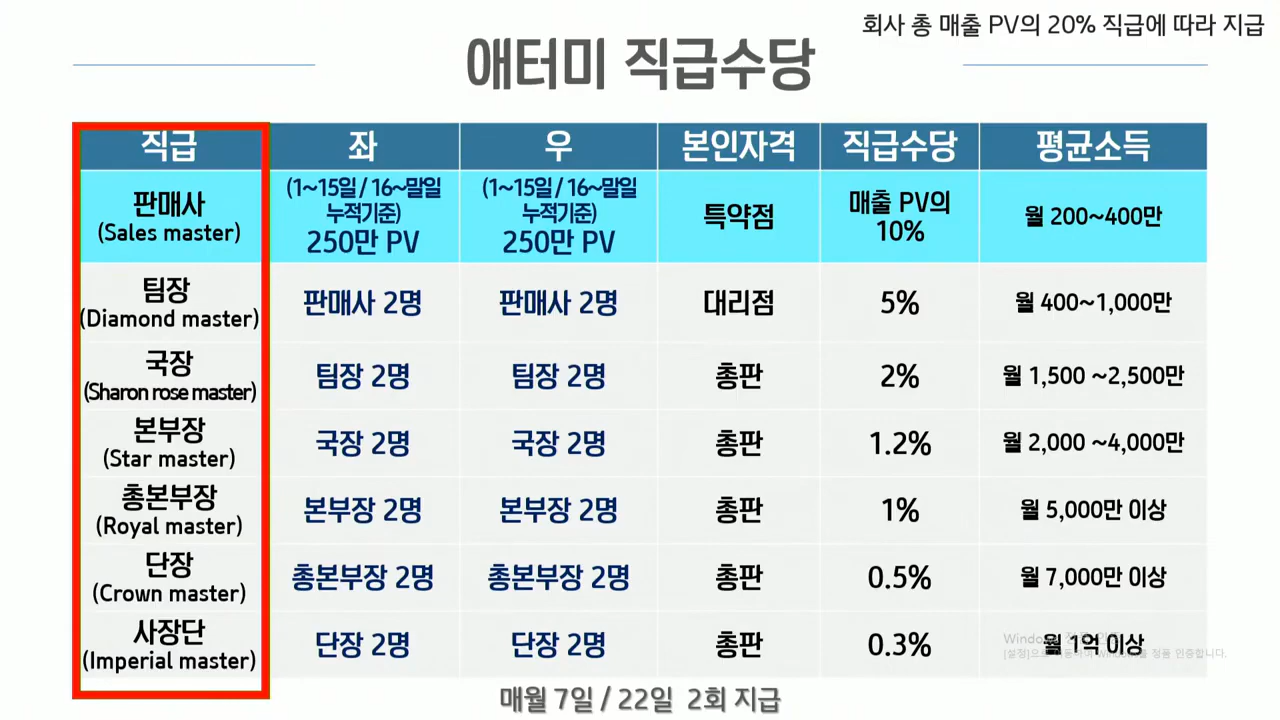 회사 총 매출 PV의 20% 직급에 따라 지급
애터미 직급수당
직급 좌 우 본인자격 직급수당 평균소득
판매사 (Sales master) (1~15일 / 16~말일 누적기준) 250만 PV (1~15일 / 16~말일 누적기준) 250만 PV 특약점 매출 PV의 10% 월 200~400만
팀장 (Diamond master) 판매사 2명 판매사 2명 대리점 5% 월 400~1,000만
국장 (Sharon rose master) 팀장 2명 팀장 2명 총판 2% 월 1,500 ~2,500만
본부장 (Star master) 국장 2명 국장 2명 총판 1.2% 월 2,000 ~4,000만
총본부장 (Royal master) 본부장 2명 본부장 2명 총판 1% 월 5,000만 이상
단장 (Crown master) 총본부장 2명 총본부장 2명 총판 0.5% 월 7,000만 이상
사장단 (Imperial master) 단장 2명 단장 2명 총판 0.3% 월 1억 이상
매월 7일 / 22일 2회 지급